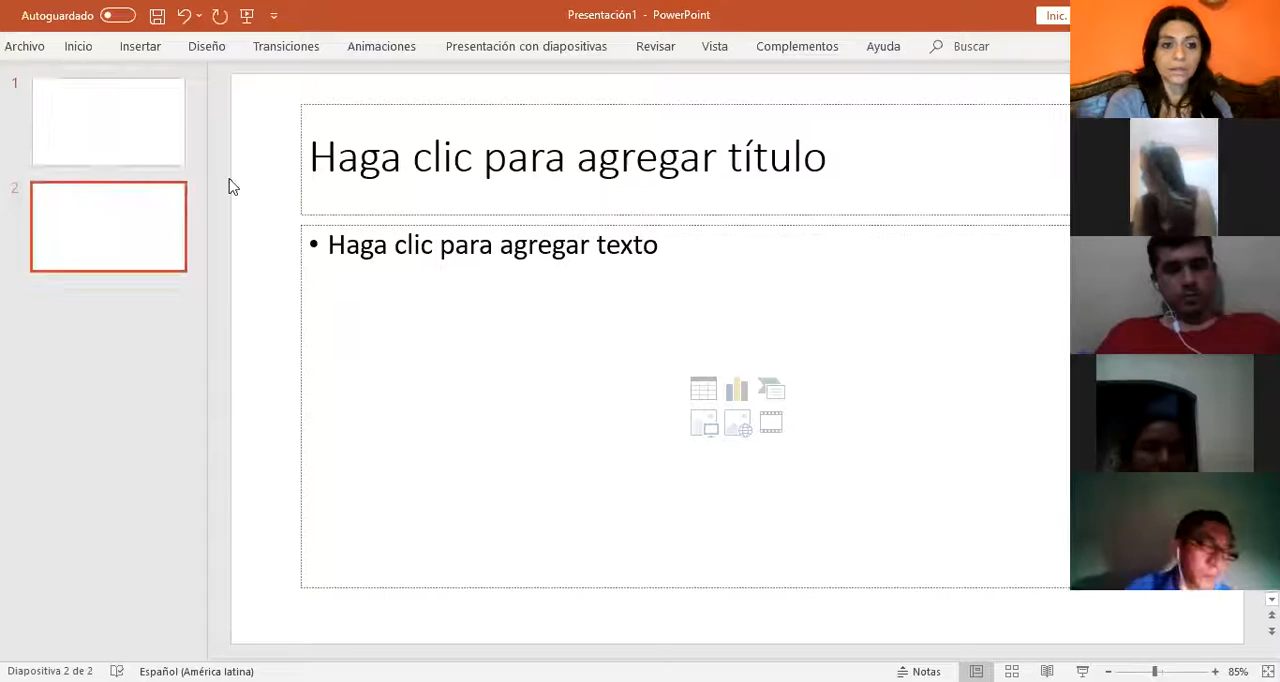 Autoguardado
Presentación1 - PowerPoint
Inic.
Archivo Inicio Insertar Diseño Transiciones Animaciones Presentación con diapositivas Revisar Vista Complementos Ayuda Buscar
1
2
Haga clic para agregar título
• Haga clic para agregar texto
Diapositiva 2 de 2 Español (América latina) Notas 85%